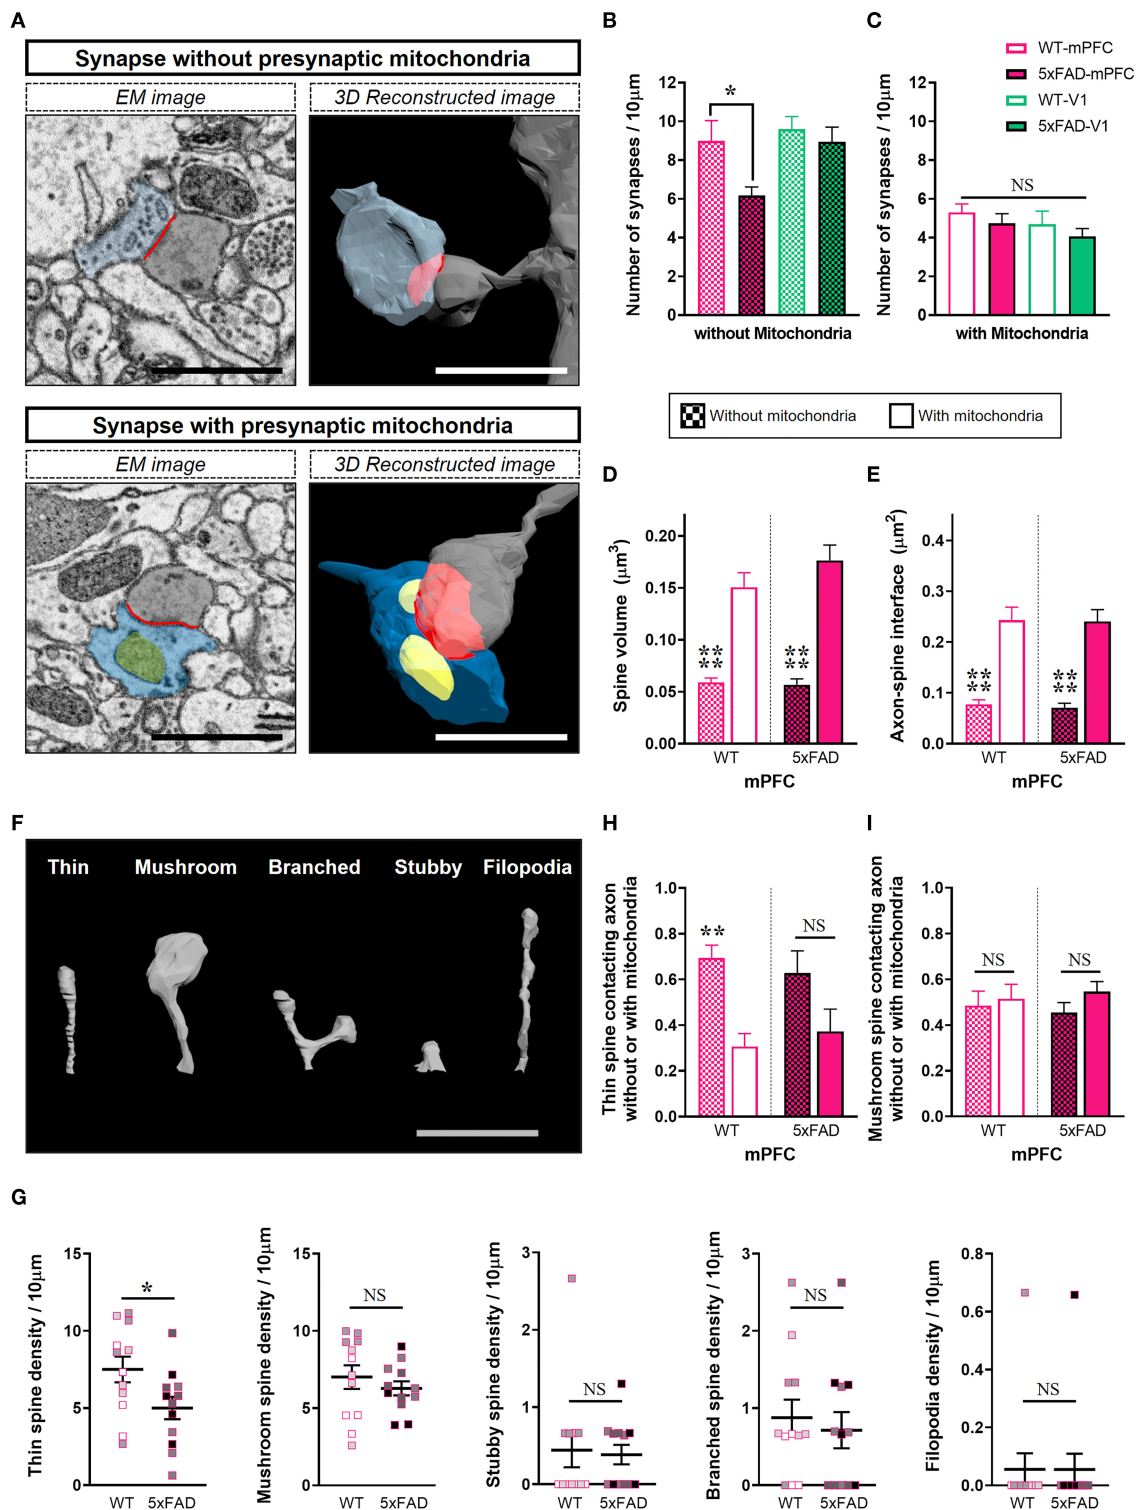 A
Synapse without presynaptic mitochondria
EM image
3D Reconstructed image
Synapse with presynaptic mitochondria
EM image
3D Reconstructed image
B
Number of synapses / 10μm
12
10
8
6
4
2
0
*
without Mitochondria
C
WT-mPFC
5xFAD-mPFC
WT-V1
5xFAD-V1
Number of synapses / 10μm
12
10
8
6
4
2
0
NS
with Mitochondria
Without mitochondria
With mitochondria
D
Spine volume (μm³)
0.20
0.15
0.10
0.05
0.00
**
**
**
**
WT
5xFAD
mPFC
E
Axon-spine interface (μm²)
0.4
0.3
0.2
0.1
0.0
**
**
**
**
WT
5xFAD
mPFC
F
Thin
Mushroom
Branched
Stubby
Filopodia
H
Thin spine contacting axon
without or with mitochondria
1.0
0.8
0.6
0.4
0.2
0.0
**
NS
WT
5xFAD
mPFC
I
Mushroom spine contacting axon
without or with mitochondria
1.0
0.8
0.6
0.4
0.2
0.0
NS
NS
WT
5xFAD
mPFC
G
Thin spine density / 10μm
15
10
5
0
*
WT
5xFAD
Mushroom spine density / 10μm
15
10
5
0
NS
WT
5xFAD
Stubby spine density / 10μm
3
2
1
0
NS
WT
5xFAD
Branched spine density / 10μm
3
2
1
0
NS
WT
5xFAD
Filopodia density / 10μm
0.8
0.6
0.4
0.2
0.0
NS
WT
5xFAD